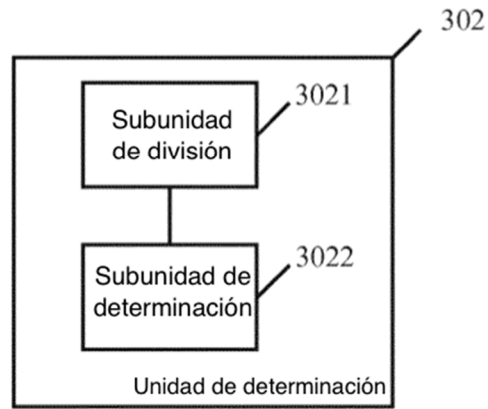 302
3021
Subunidad
de división
3022
Subunidad de
determinación
Unidad de determinación